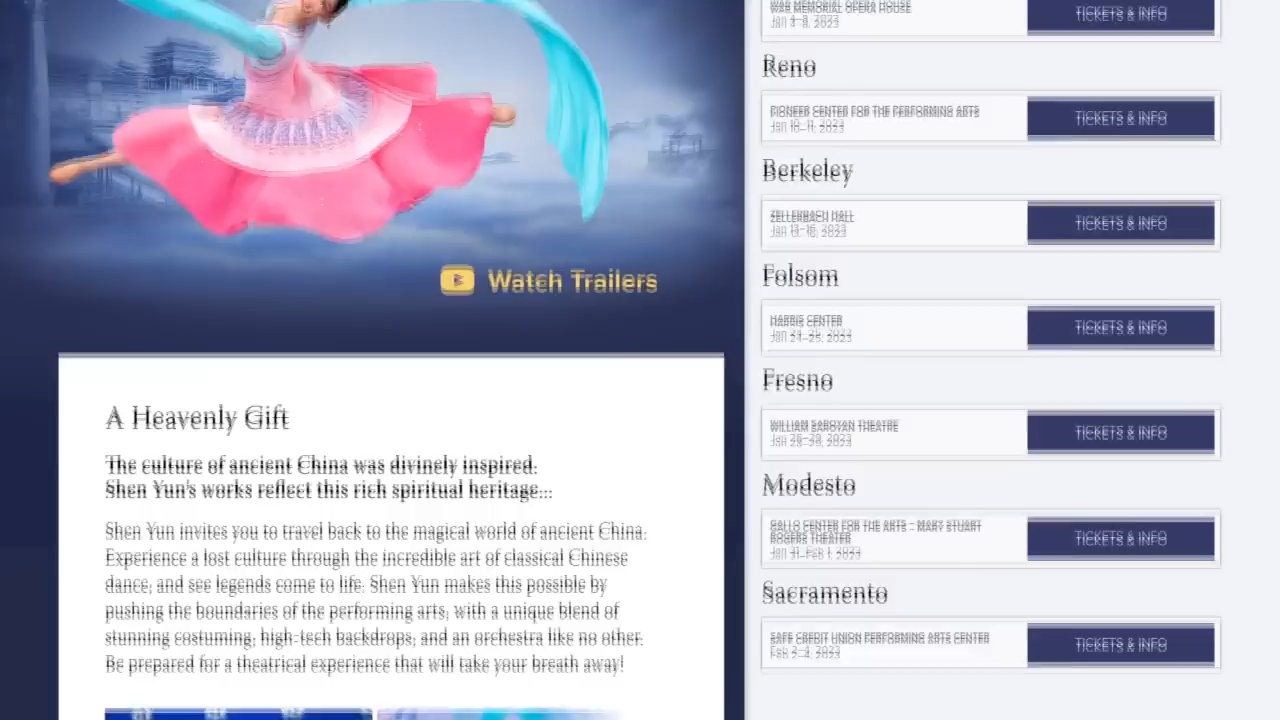 Watch Trailers
A Heavenly Gift
The culture of ancient China was divinely inspired.
Shen Yun's works reflect this rich spiritual heritage...
Shen Yun invites you to travel back to the magical world of ancient China.
Experience a lost culture through the incredible art of classical Chinese
dance, and see legends come to life. Shen Yun makes this possible by
pushing the boundaries of the performing arts, with a unique blend of
stunning costuming, high-tech backdrops, and an orchestra like no other.
Be prepared for a theatrical experience that will take your breath away!
WAR MEMORIAL OPERA HOUSE
2023
TICKETS & INFO
Reno
PIONEER CENTER FOR THE PERFORMING ARTS
Jan 10–11, 2023
TICKETS & INFO
Berkeley
ZELLERBACH HALL
2023
TICKETS & INFO
Folsom
HARRIS CENTER
2023
TICKETS & INFO
Fresno
WILLIAM SAROYAN THEATRE
2023
TICKETS & INFO
Modesto
GALLO CENTER FOR THE ARTS – MARY STUART
ROGERS THEATER
Jan 31–Feb 1, 2023
TICKETS & INFO
Sacramento
SAFE CREDIT UNION PERFORMING ARTS CENTER
Feb 2–4, 2023
TICKETS & INFO